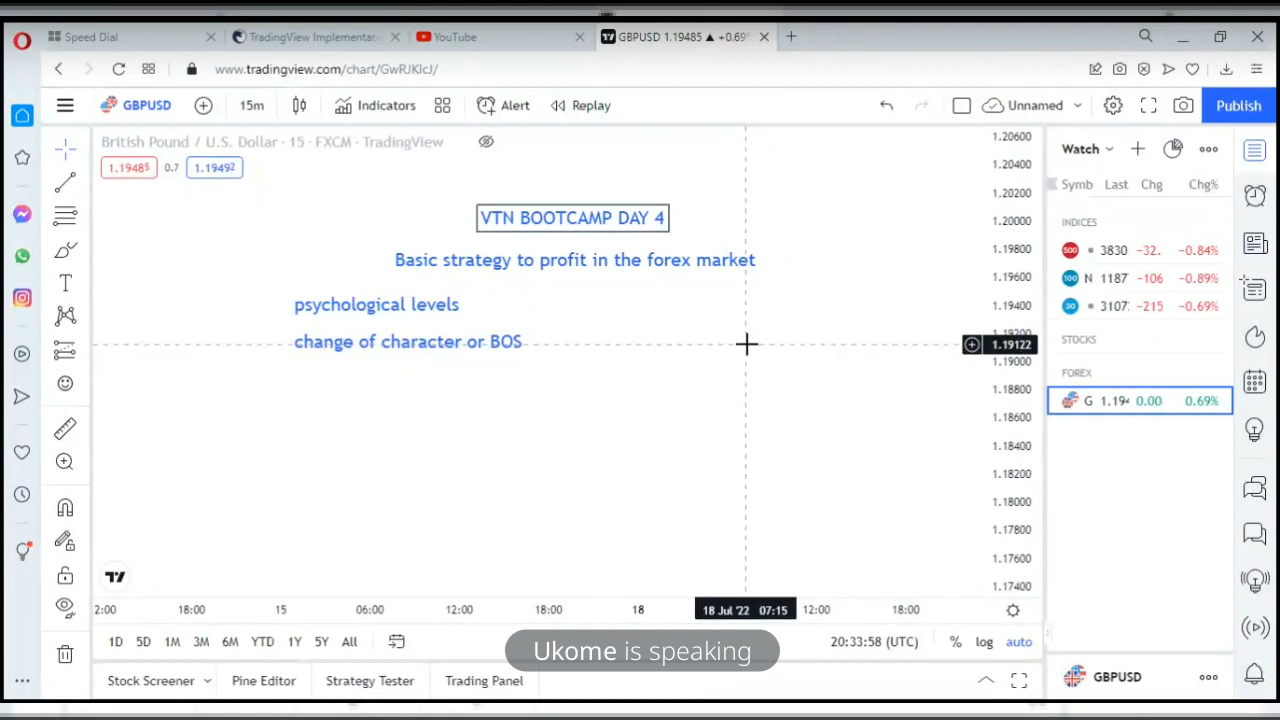 Speed Dial
TradingView Implementati
YouTube
GBPUSD 1.19485 ▲ +0.69%
www.tradingview.com/chart/GwRJKlcJ/
GBPUSD
15m
Indicators
Alert
Replay
Unnamed
Publish
British Pound / U.S. Dollar · 15 · FXCM · TradingView
1.19485
0.7
1.19492
VTN BOOTCAMP DAY 4
Basic strategy to profit in the forex market
psychological levels
change of character or BOS
1.20600
1.20400
1.20200
1.20000
1.19800
1.19600
1.19400
1.19200
1.19122
1.19000
1.18800
1.18600
1.18400
1.18200
1.18000
1.17800
1.17600
1.17400
Watch
Symb Last Chg Chg%
INDICES
500 3830 −32. −0.84%
100 N 1187 −106 −0.89%
30 3107 −215 −0.69%
STOCKS
FOREX
G 1.194 0.00 0.69%
2:00 18:00 15 06:00 12:00 18:00 18 18 Jul '22 07:15 12:00 18:00
1D 5D 1M 3M 6M YTD 1Y 5Y All
20:33:58 (UTC) % log auto
Ukome is speaking
Stock Screener
Pine Editor
Strategy Tester
Trading Panel
GBPUSD